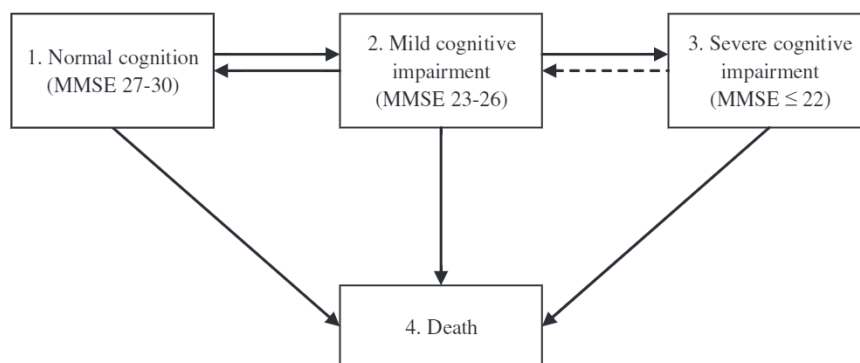 1. Normal cognition
(MMSE 27-30)
2. Mild cognitive
impairment
(MMSE 23-26)
3. Severe cognitive
impairment
(MMSE ≤ 22)
4. Death